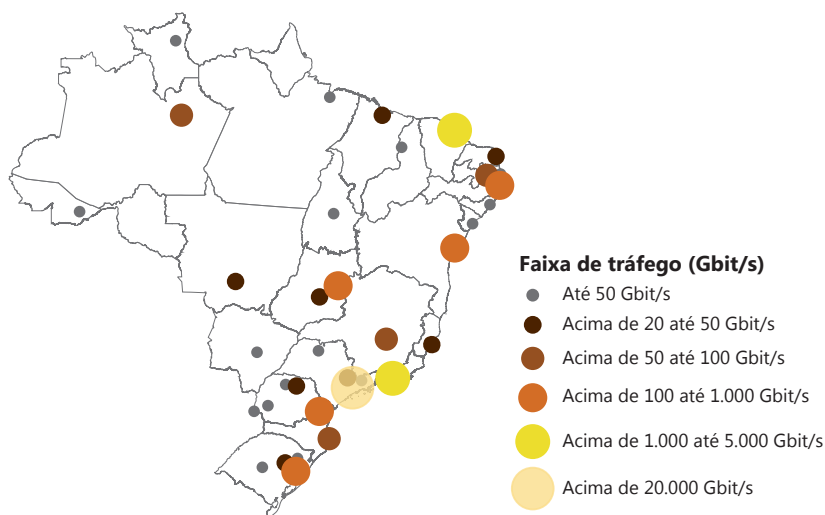 Faixa de tráfego (Gbit/s)
Até 50 Gbit/s
Acima de 20 até 50 Gbit/s
Acima de 50 até 100 Gbit/s
Acima de 100 até 1.000 Gbit/s
Acima de 1.000 até 5.000 Gbit/s
Acima de 20.000 Gbit/s